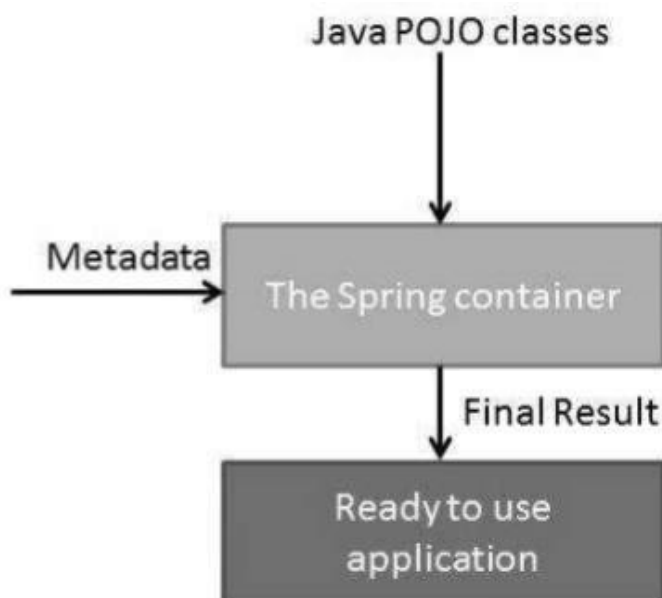 Java POJO classes
Metadata
The Spring container
Final Result
Ready to use
application